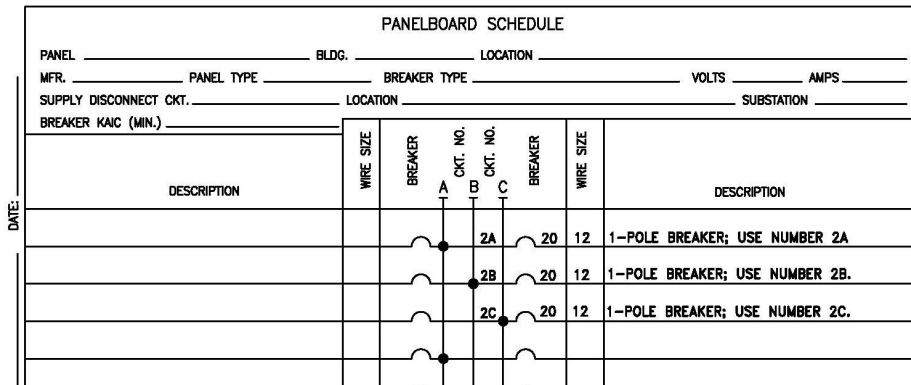 PANELBOARD SCHEDULE
PANEL BLDG. LOCATION
MFR. PANEL TYPE BREAKER TYPE VOLTS AMPS
SUPPLY DISCONNECT CKT. LOCATION SUBSTATION
BREAKER KAIC (MIN.)
DESCRIPTION WIRE SIZE BREAKER CKT. NO. CKT. NO. BREAKER WIRE SIZE DESCRIPTION
A B C
DATE:
2A 20 12 1-POLE BREAKER; USE NUMBER 2A
2B 20 12 1-POLE BREAKER; USE NUMBER 2B.
2C 20 12 1-POLE BREAKER; USE NUMBER 2C.